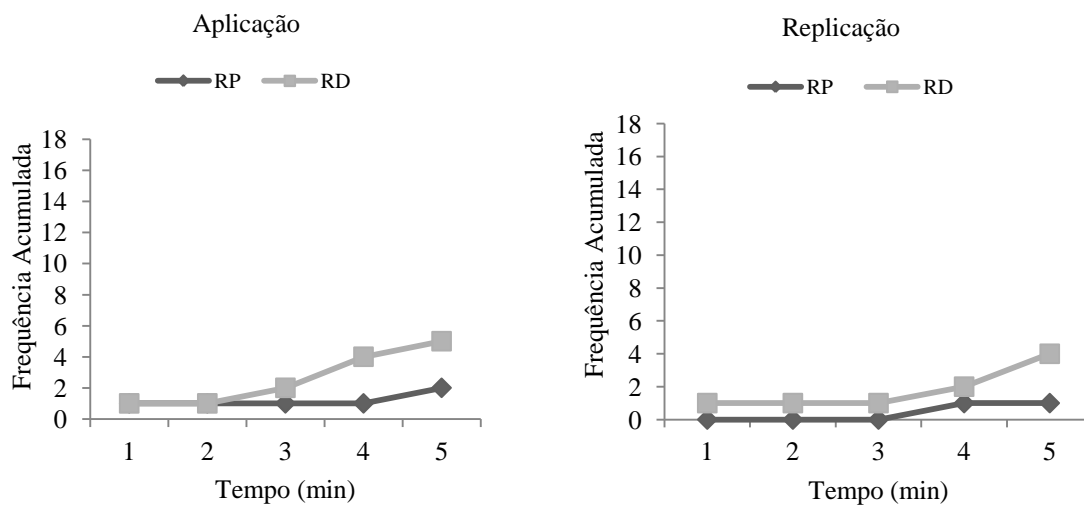 Aplicação
RP RD
Frequência Acumulada
18
16
14
12
10
8
6
4
2
0
1 2 3 4 5
Tempo (min)
Replicação
RP RD
Frequência Acumulada
18
16
14
12
10
8
6
4
2
0
1 2 3 4 5
Tempo (min)